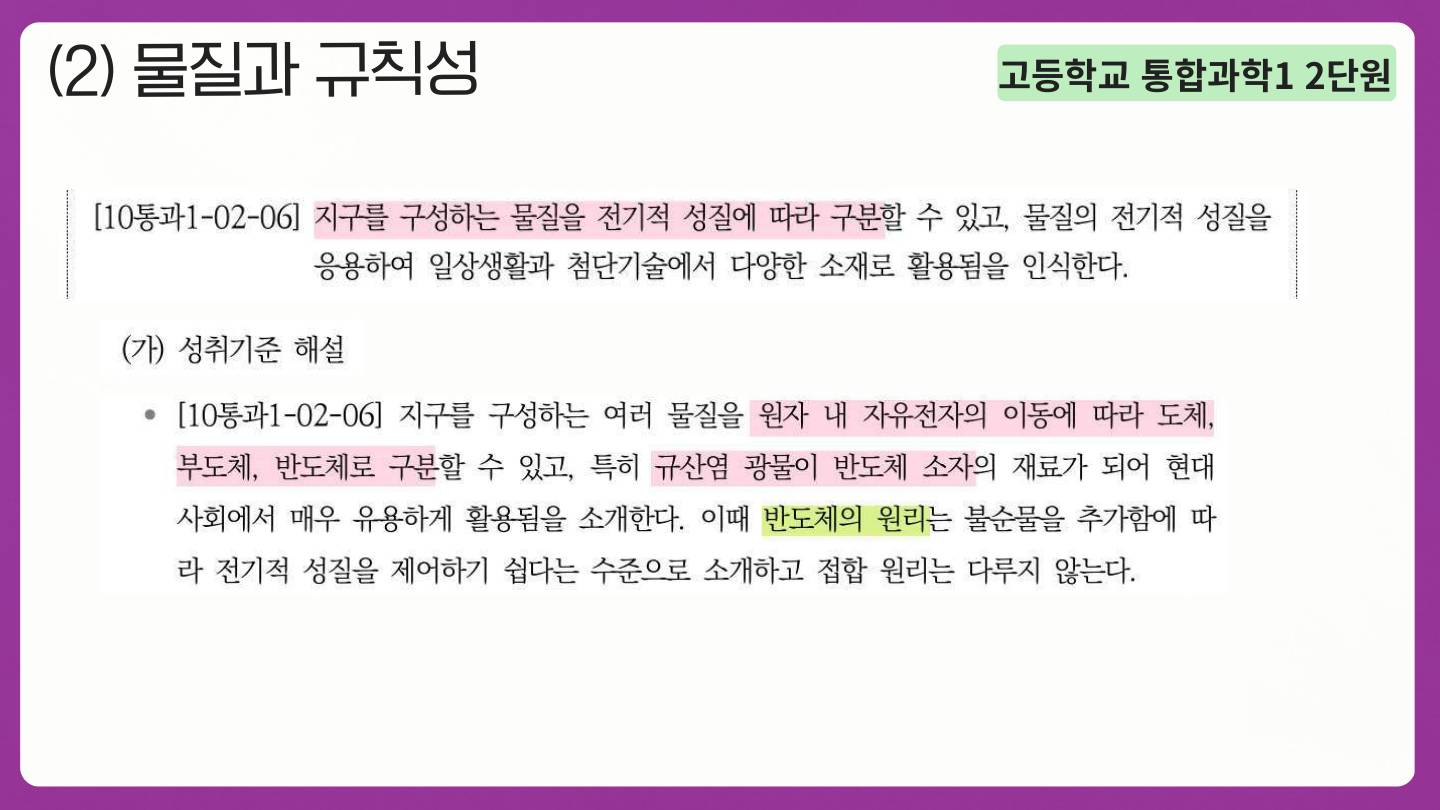 (2) 물질과 규칙성
고등학교 통합과학1 2단원
[10통과1-02-06] 지구를 구성하는 물질을 전기적 성질에 따라 구분할 수 있고, 물질의 전기적 성질을
응용하여 일상생활과 첨단기술에서 다양한 소재로 활용됨을 인식한다.
(가) 성취기준 해설
• [10통과1-02-06] 지구를 구성하는 여러 물질을 원자 내 자유전자의 이동에 따라 도체,
부도체, 반도체로 구분할 수 있고, 특히 규산염 광물이 반도체 소자의 재료가 되어 현대
사회에서 매우 유용하게 활용됨을 소개한다. 이때 반도체의 원리는 불순물을 추가함에 따
라 전기적 성질을 제어하기 쉽다는 수준으로 소개하고 접합 원리는 다루지 않는다.